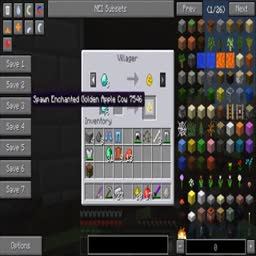 NEI Subsets
Prev (1/26) Next
Villager
Save 1
Spawn Enchanted Golden Apple Cow 7546
Save 2
Inventory
Save 3
Save 4
Save 5
Save 6
Save 7
Options
0